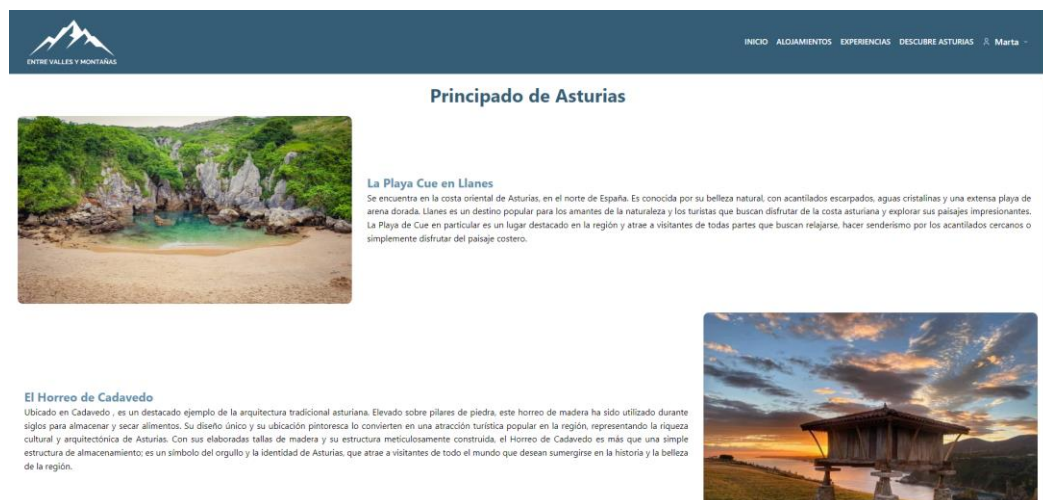 ENTRE VALLES Y MONTAÑAS
INICIO ALOJAMIENTOS EXPERIENCIAS DESCUBRE ASTURIAS Marta
Principado de Asturias
La Playa Cue en Llanes
Se encuentra en la costa oriental de Asturias, en el norte de España. Es conocida por su belleza natural, con acantilados escarpados, aguas cristalinas y una extensa playa de
arena dorada. Llanes es un destino popular para los amantes de la naturaleza y los turistas que buscan disfrutar de la costa asturiana y explorar sus paisajes impresionantes.
La Playa de Cue en particular es un lugar destacado en la región y atrae a visitantes de todas partes que buscan relajarse, hacer senderismo por los acantilados cercanos o
simplemente disfrutar del paisaje costero.
El Horreo de Cadavedo
Ubicado en Cadavedo , es un destacado ejemplo de la arquitectura tradicional asturiana. Elevado sobre pilares de piedra, este horreo de madera ha sido utilizado durante
siglos para almacenar y secar alimentos. Su diseño único y su ubicación pintoresca lo convierten en una atracción turística popular en la región, representando la riqueza
cultural y arquitectónica de Asturias. Con sus elaboradas tallas de madera y su estructura meticulosamente construida, el Horreo de Cadavedo es más que una simple
estructura de almacenamiento; es un símbolo del orgullo y la identidad de Asturias, que atrae a visitantes de todo el mundo que desean sumergirse en la historia y la belleza
de la región.